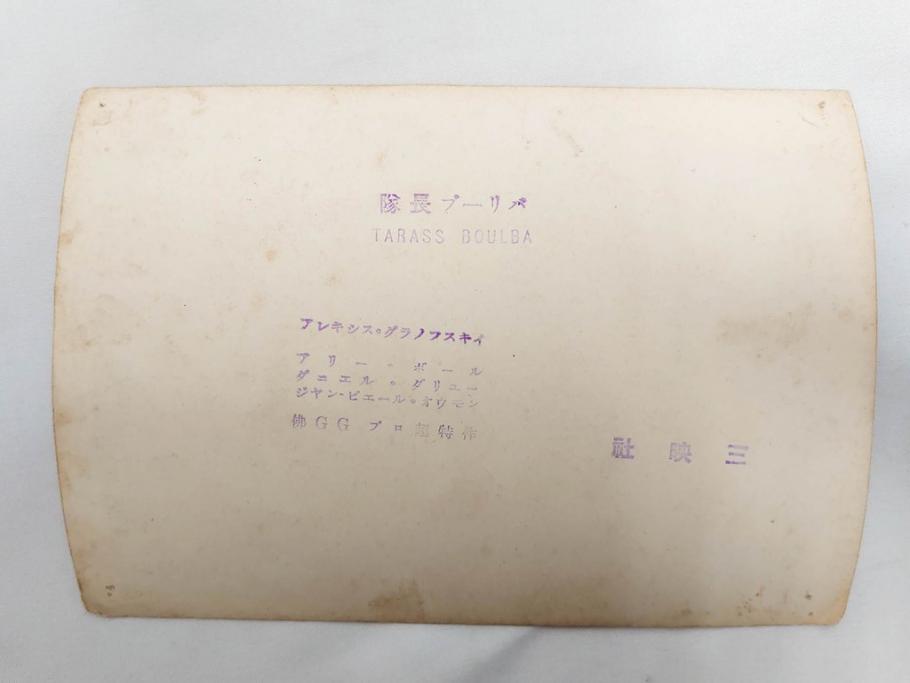 隊長ブーリバ
TARASS BOULBA
アレキシス・グラノフスキイ
アリー・ボール
ダニエル・ダリユー
ジヤン・ピエール・オウモン
佛GGプロ超特作
三映社